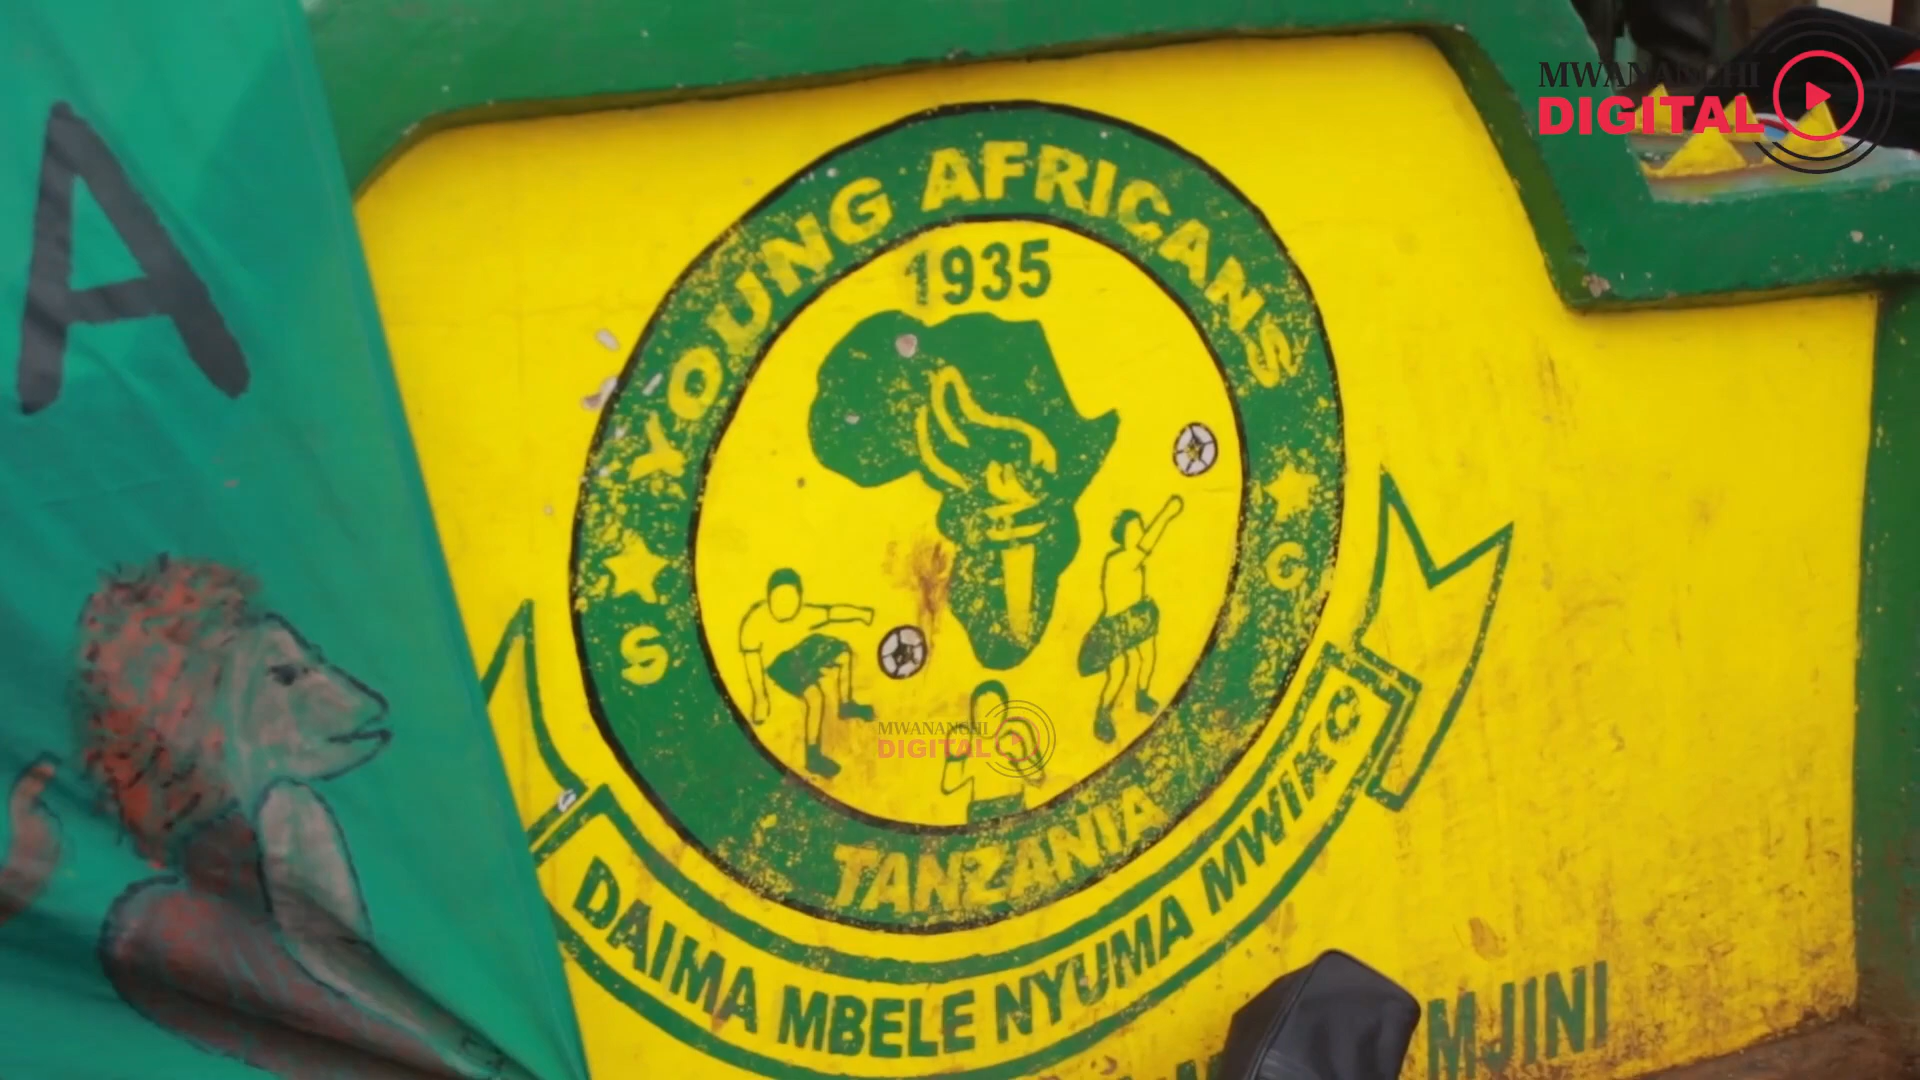 MWANANCHI
DIGITAL
A
YOUNG AFRICANS
1935
S C
MWANANCHI
DIGITAL
TANZANIA
DAIMA MBELE NYUMA MWIKO
MJINI